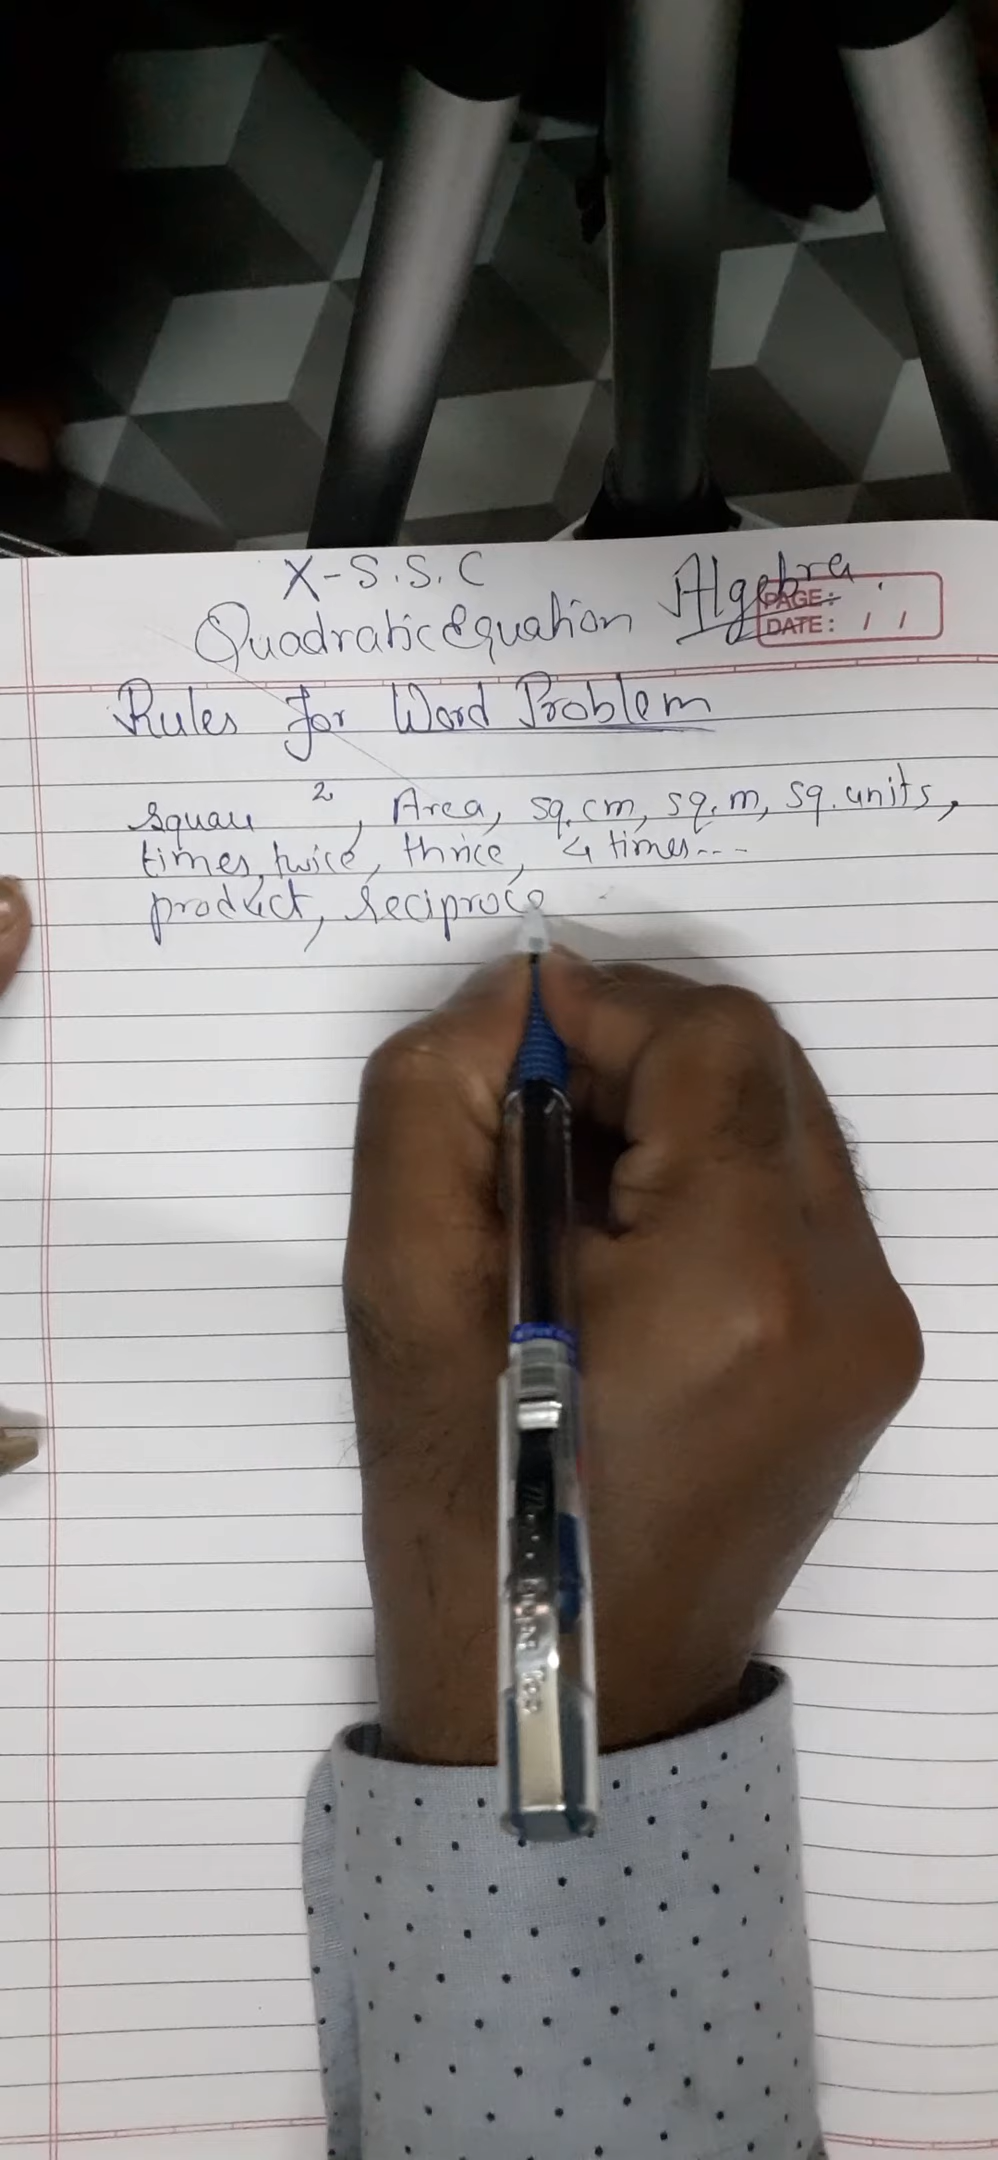 X-S.S.C
Algebra
Quadratic equation
PAGE:
DATE: / /
Rules for Word Problem
square ², Area, sq.cm, sq.m, sq.units,
times, twice, thrice, 4 times---
product, reciproca